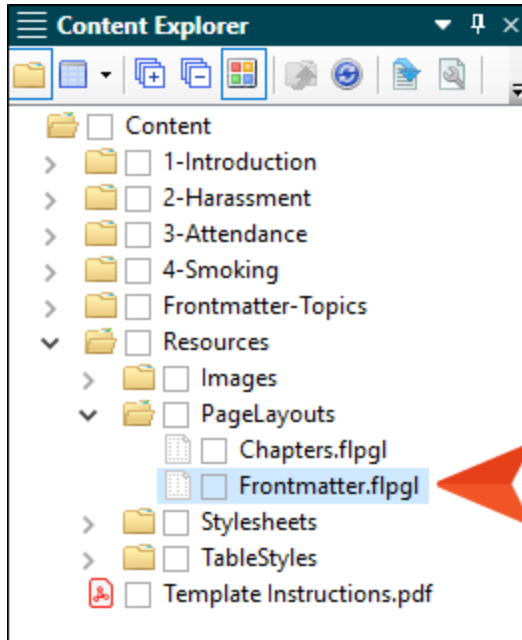 Content Explorer
Content
1-Introduction
2-Harassment
3-Attendance
4-Smoking
Frontmatter-Topics
Resources
Images
PageLayouts
Chapters.flpgl
Frontmatter.flpgl
Stylesheets
TableStyles
Template Instructions.pdf